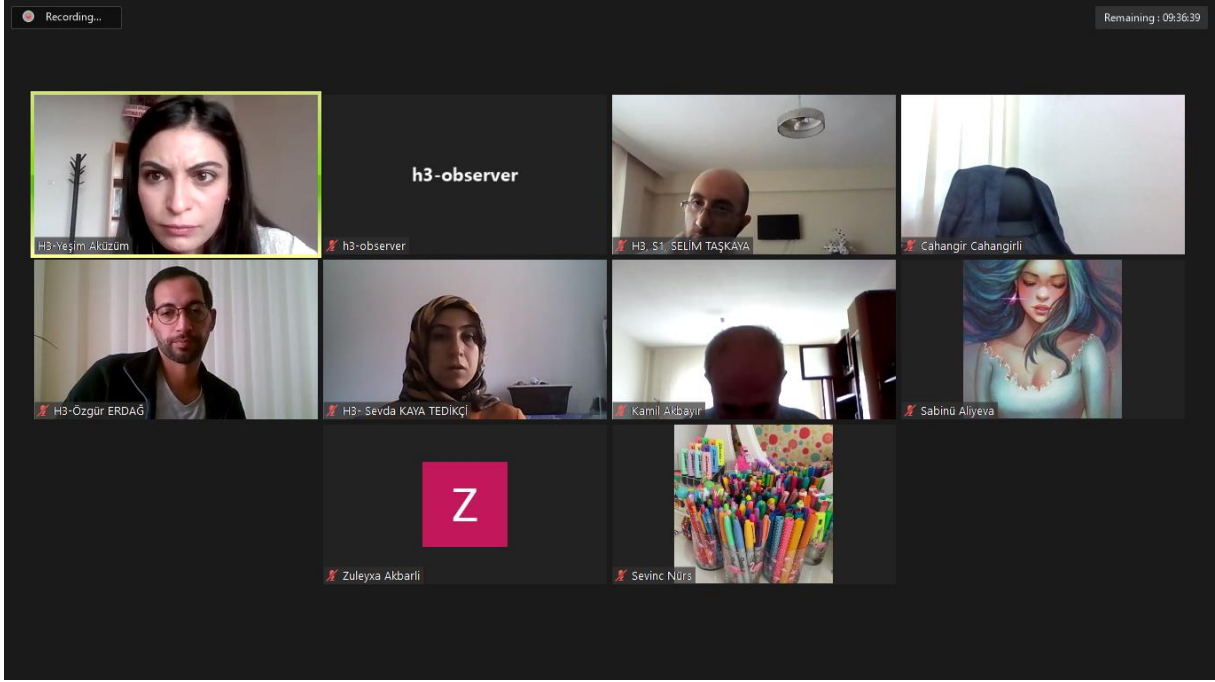 Recording...
Remaining : 09:36:39
H3-Yeşim Aküzüm
h3-observer
h3-observer
H3, S1, SELİM TAŞKAYA
Cahangir Cahangirli
H3-Özgür ERDAĞ
H3- Sevda KAYA TEDİKÇİ
Kamil Akbayır
Sabinü Aliyeva
Z
Zuleyxa Akbarli
Sevinc Nürs